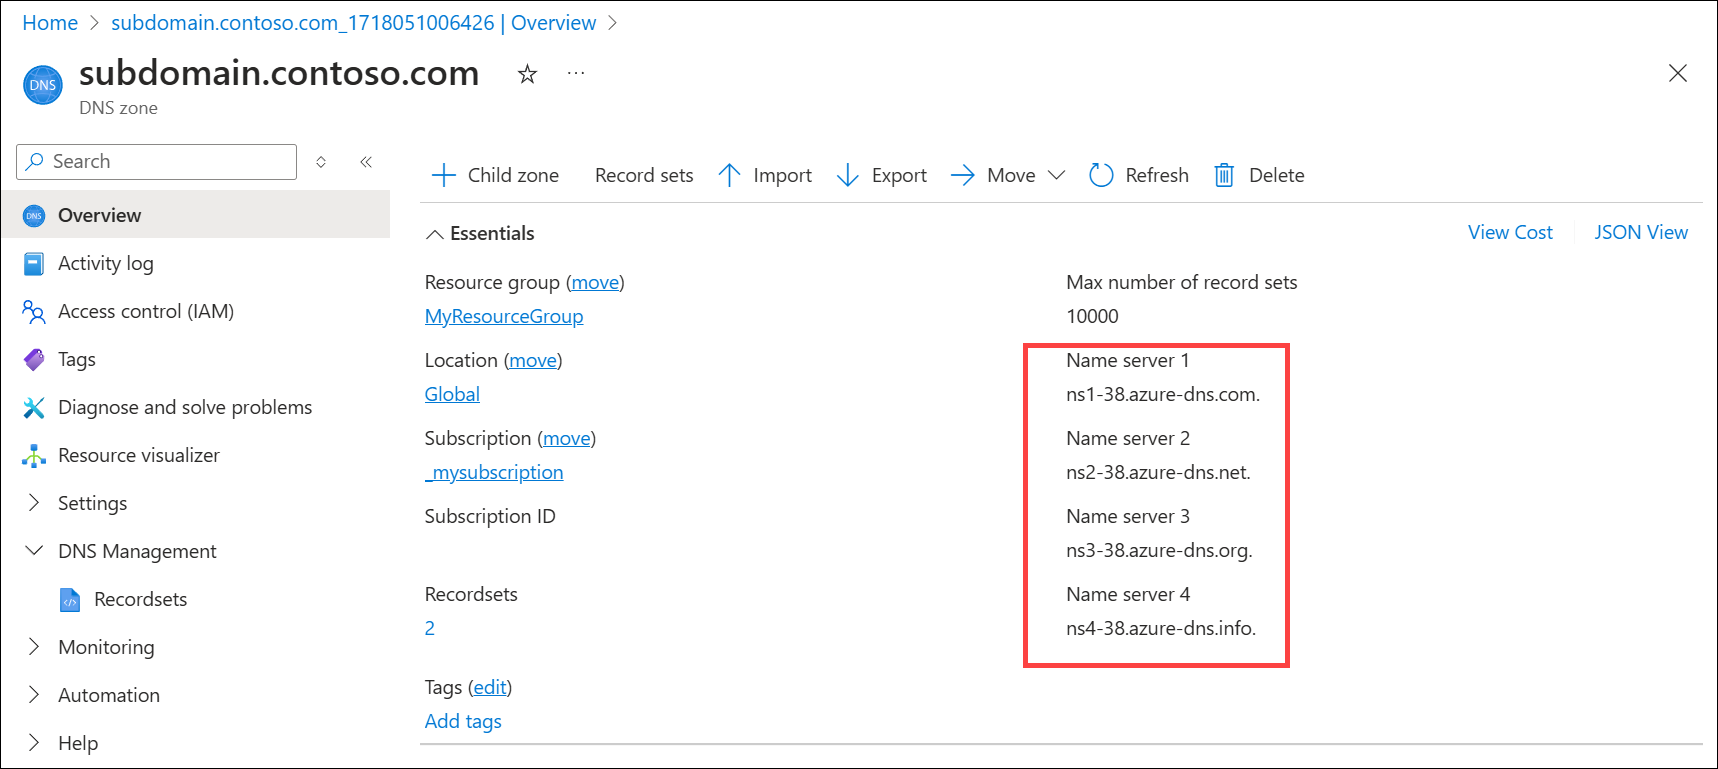 Home > subdomain.contoso.com_1718051006426 | Overview >
DNS
subdomain.contoso.com ☆ ...
DNS zone
Search
Overview
Activity log
Access control (IAM)
Tags
Diagnose and solve problems
Resource visualizer
Settings
DNS Management
Recordsets
Monitoring
Automation
Help
Child zone Record sets Import Export Move Refresh Delete
Essentials
View Cost JSON View
Resource group (move)
MyResourceGroup
Location (move)
Global
Subscription (move)
_mysubscription
Subscription ID
Recordsets
2
Tags (edit)
Add tags
Max number of record sets
10000
Name server 1
ns1-38.azure-dns.com.
Name server 2
ns2-38.azure-dns.net.
Name server 3
ns3-38.azure-dns.org.
Name server 4
ns4-38.azure-dns.info.